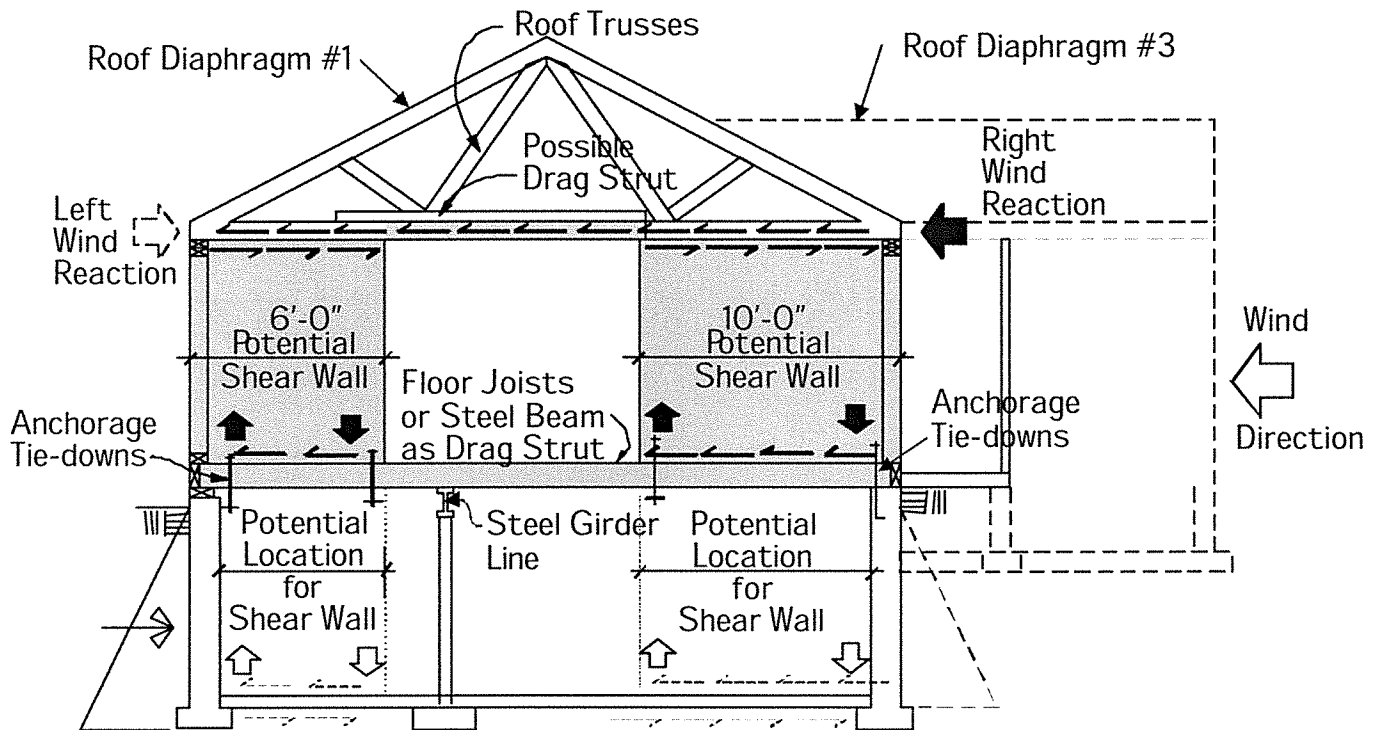 Roof Trusses
Roof Diaphragm #1
Roof Diaphragm #3
Possible
Drag Strut
Right
Wind
Reaction
Left
Wind
Reaction
6'-0"
Potential
Shear Wall
10'-0"
Potential
Shear Wall
Wind
Direction
Floor Joists
or Steel Beam
as Drag Strut
Anchorage
Tie-downs
Anchorage
Tie-downs
Potential
Location
for
Shear Wall
Steel Girder
Line
Potential
Location
for
Shear Wall